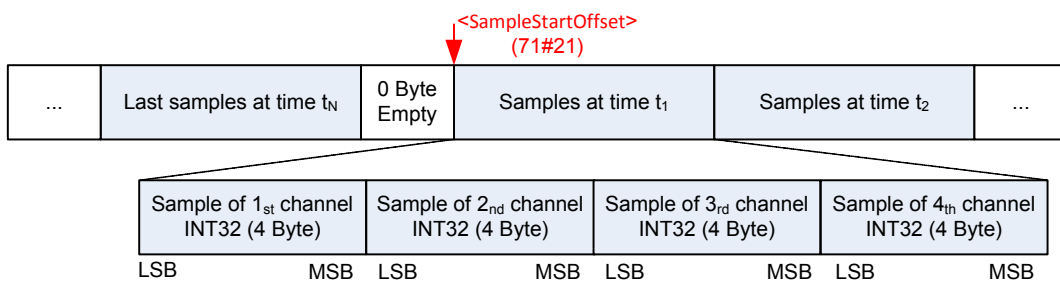 <SampleStartOffset>
(71#21)
...
Last samples at time tN
0 Byte
Empty
Samples at time t1
Samples at time t2
...
Sample of 1st channel
INT32 (4 Byte)
Sample of 2nd channel
INT32 (4 Byte)
Sample of 3rd channel
INT32 (4 Byte)
Sample of 4th channel
INT32 (4 Byte)
LSB MSB LSB MSB LSB MSB LSB MSB